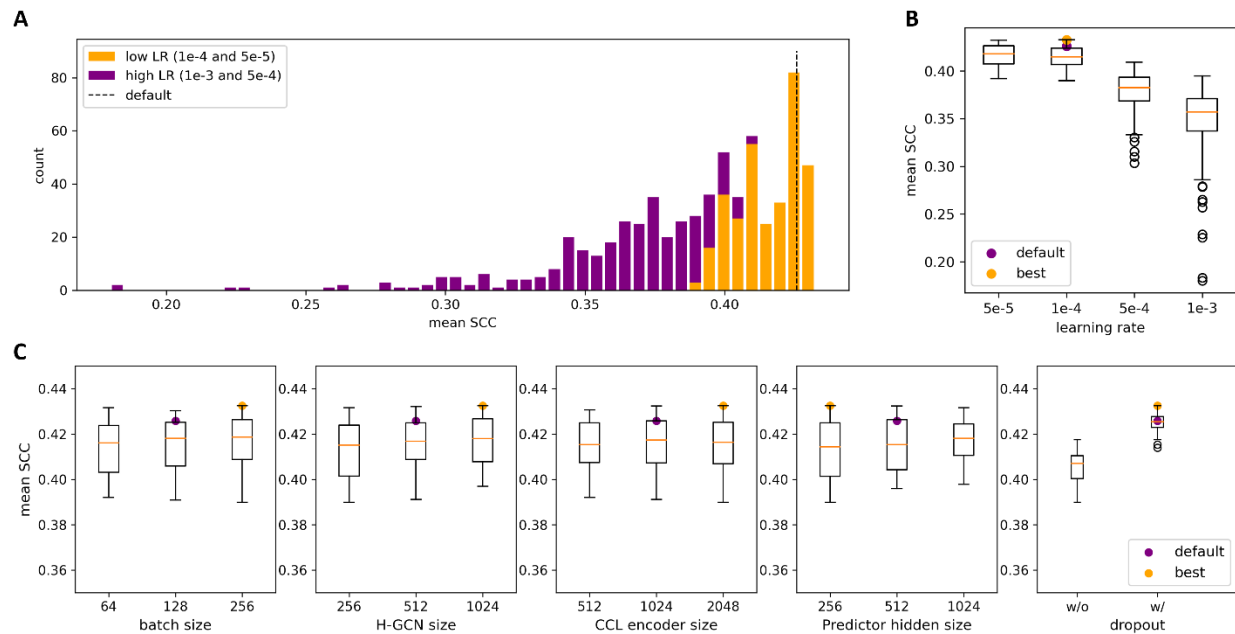 A
low LR (1e-4 and 5e-5)
high LR (1e-3 and 5e-4)
default
count
80
60
40
20
0
0.20 0.25 0.30 0.35 0.40
mean SCC
B
mean SCC
0.40
0.35
0.30
0.25
0.20
default
best
5e-5 1e-4 5e-4 1e-3
learning rate
C
mean SCC
0.44
0.42
0.40
0.38
0.36
64 128 256
batch size
0.44
0.42
0.40
0.38
0.36
256 512 1024
H-GCN size
0.44
0.42
0.40
0.38
0.36
512 1024 2048
CCL encoder size
0.44
0.42
0.40
0.38
0.36
256 512 1024
Predictor hidden size
0.44
0.42
0.40
0.38
0.36
default
best
w/o w/
dropout